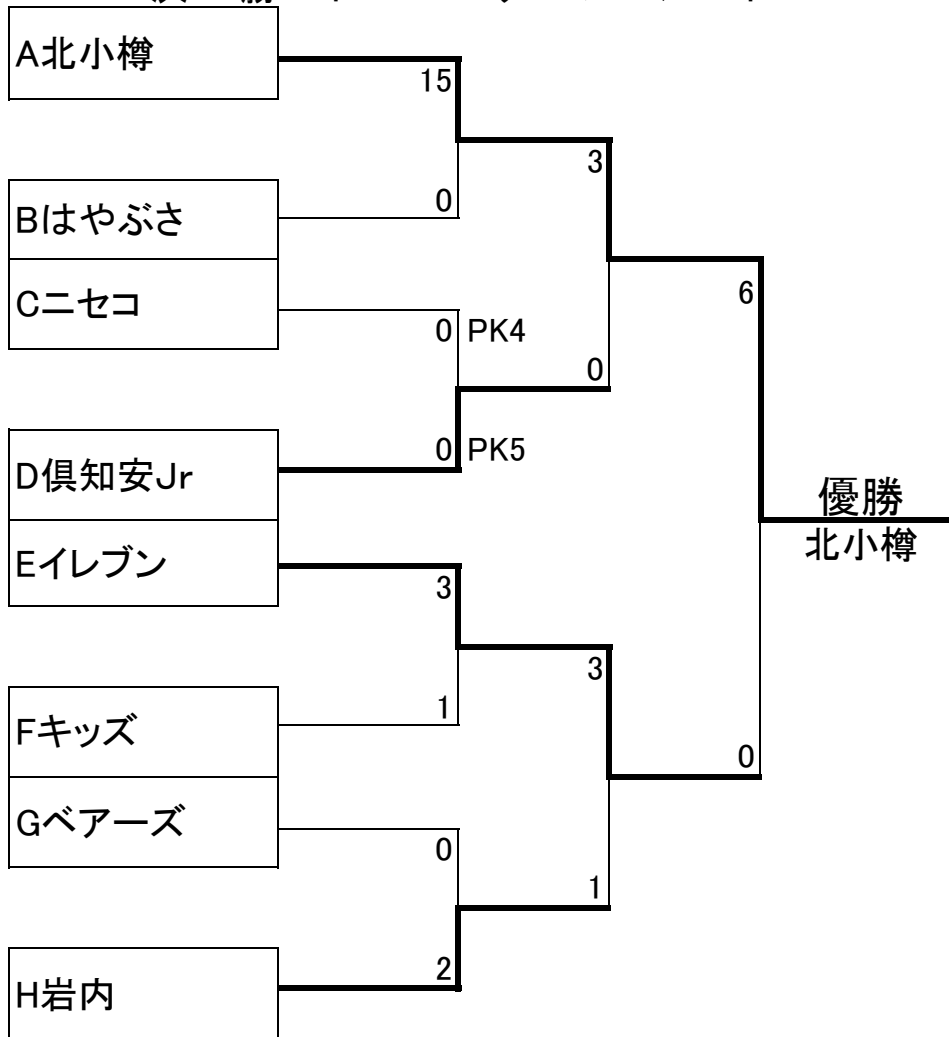 A北小樽
15
3
0
Bはやぶさ
6
Cニセコ
0 PK4
0
0 PK5
D倶知安Jr
優勝
北小樽
Eイレブン
3
3
1
Fキッズ
0
Gベアーズ
0
1
2
H岩内